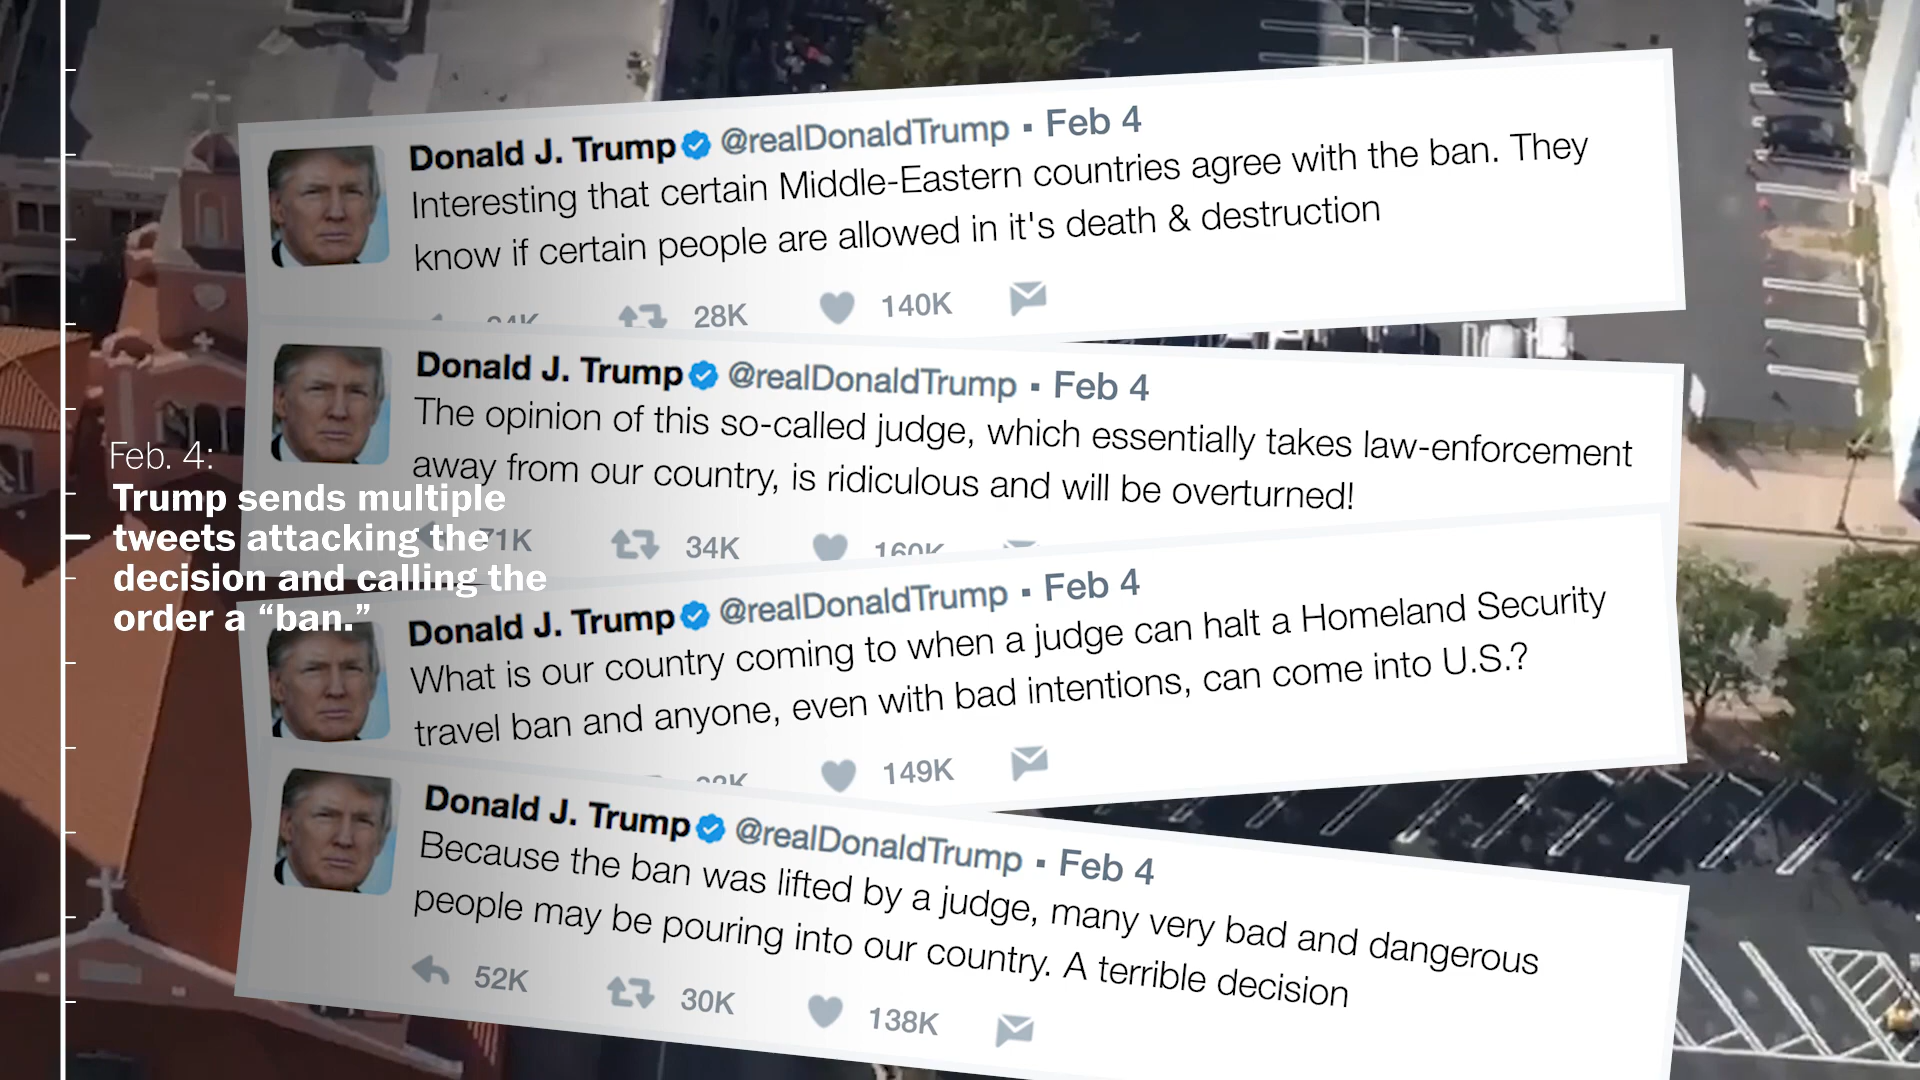 Donald J. Trump @realDonaldTrump · Feb 4
Interesting that certain Middle-Eastern countries agree with the ban. They
know if certain people are allowed in it's death & destruction
28K 140K
Donald J. Trump @realDonaldTrump · Feb 4
The opinion of this so-called judge, which essentially takes law-enforcement
away from our country, is ridiculous and will be overturned!
71K 34K 160K
Feb. 4:
Trump sends multiple
tweets attacking the
decision and calling the
order a “ban.”
Donald J. Trump @realDonaldTrump · Feb 4
What is our country coming to when a judge can halt a Homeland Security
travel ban and anyone, even with bad intentions, can come into U.S.?
149K
Donald J. Trump @realDonaldTrump · Feb 4
Because the ban was lifted by a judge, many very bad and dangerous
people may be pouring into our country. A terrible decision
52K 30K 138K